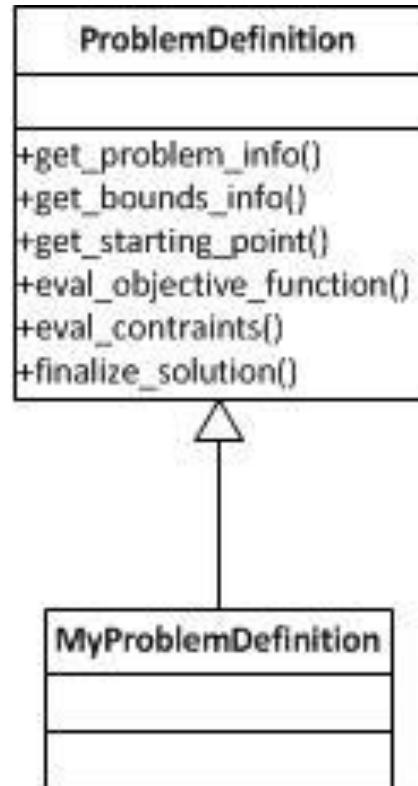 ProblemDefinition
+get_problem_info()
+get_bounds_info()
+get_starting_point()
+eval_objective_function()
+eval_contraints()
+finalize_solution()
MyProblemDefinition